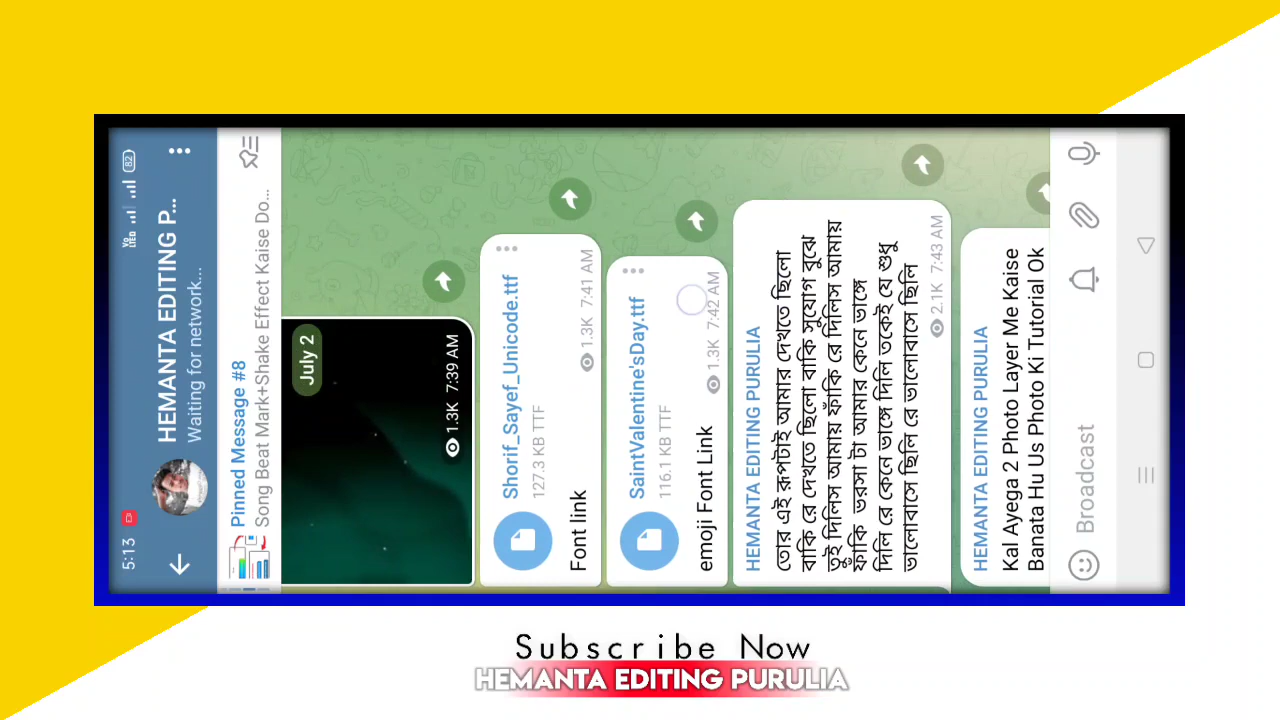 5:13
VoLTED
82
HEMANTA EDITING P...
Waiting for network...
Pinned Message #8
Song Beat Mark+Shake Effect Kaise Do...
July 2
1.3K 7:39 AM
Shorif_Sayef_Unicode.ttf
127.3 KB TTF
Font link
1.3K 7:41 AM
SaintValentine'sDay.ttf
116.1 KB TTF
emoji Font Link
1.3K 7:42 AM
HEMANTA EDITING PURULIA
তোর এই রূপটাই আমার দেখতে ছিলো
বাকি রে দেখতে ছিলো বাকি সুযোগ বুঝে
তুই দিলিস আমায় ফাঁকি রে দিলিস আমায়
ফাঁকি ভরসা টা আমার কেনে ভাঙ্গে
দিলি রে কেনে ভাঙ্গে দিলি তকেই যে শুধু
ভালোবাসে ছিলি রে ভালোবাসে ছিলি
2.1K 7:43 AM
HEMANTA EDITING PURULIA
Kal Ayega 2 Photo Layer Me Kaise
Banata Hu Us Photo Ki Tutorial Ok
Broadcast
Subscribe Now
HEMANTA EDITING PURULIA